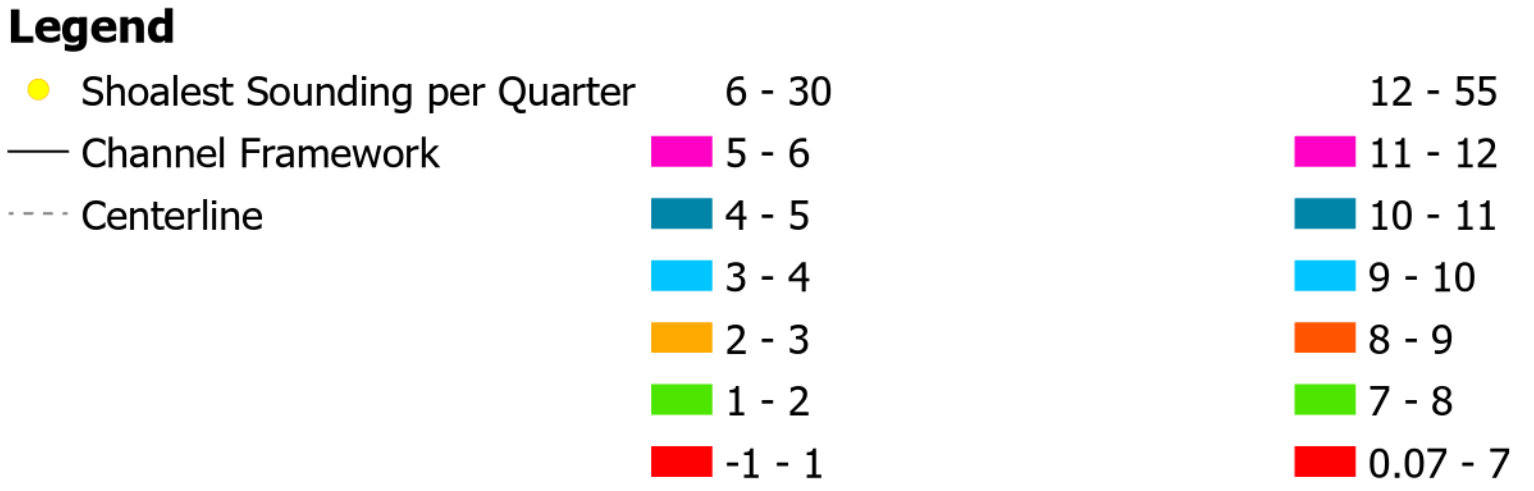 Legend
Shoalest Sounding per Quarter
Channel Framework
Centerline
6 - 30
5 - 6
4 - 5
3 - 4
2 - 3
1 - 2
-1 - 1
12 - 55
11 - 12
10 - 11
9 - 10
8 - 9
7 - 8
0.07 - 7